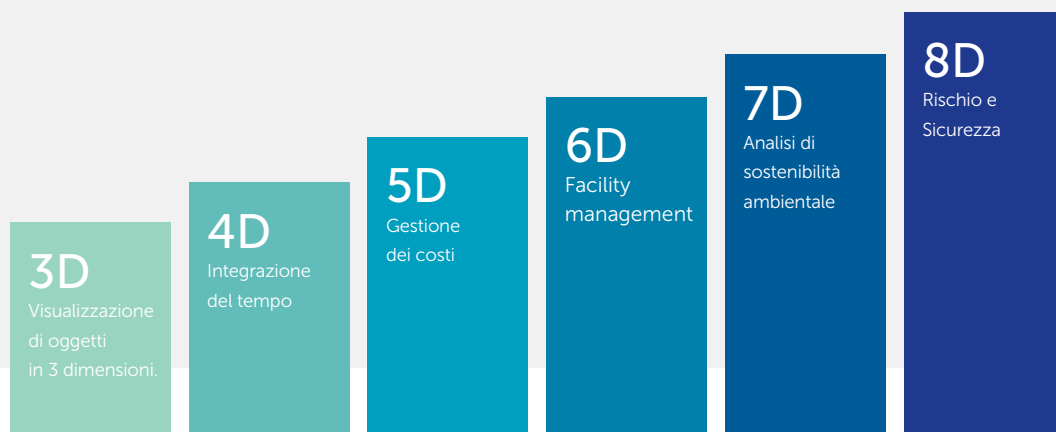 3D
Visualizzazione
di oggetti
in 3 dimensioni.
4D
Integrazione
del tempo
5D
Gestione
dei costi
6D
Facility
management
7D
Analisi di
sostenibilità
ambientale
8D
Rischio e
Sicurezza